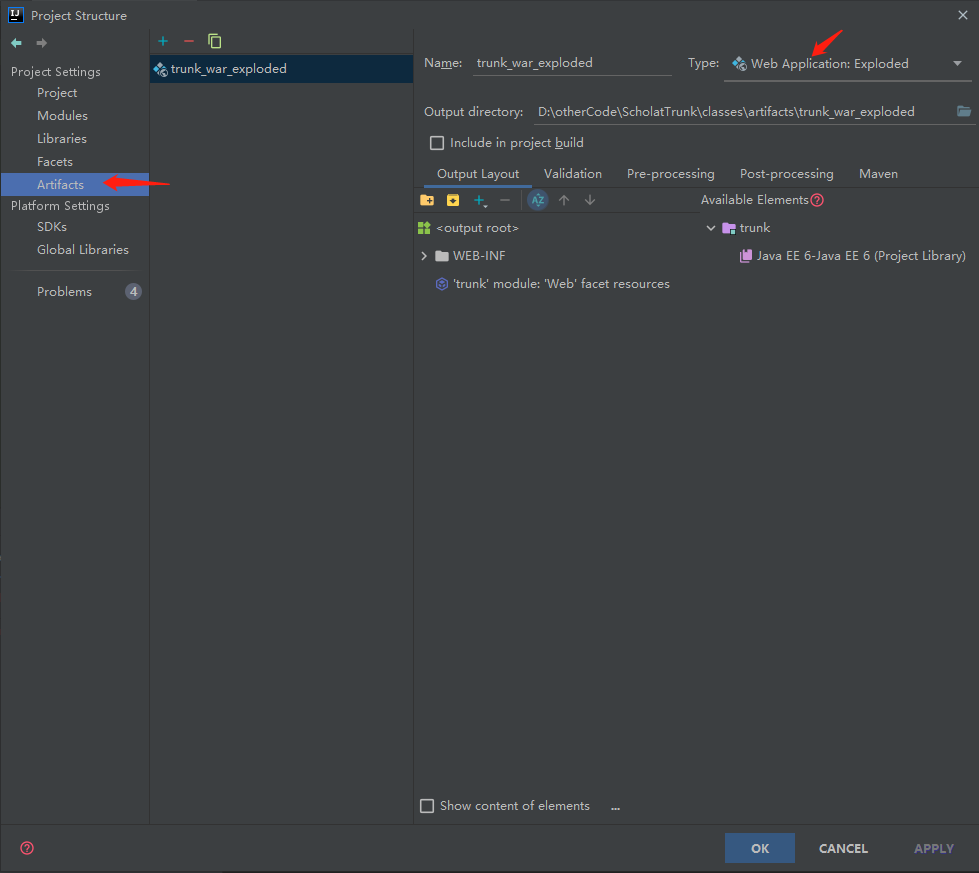 Project Structure
Project Settings
Project
Modules
Libraries
Facets
Artifacts
Platform Settings
SDKs
Global Libraries
Problems 4
trunk_war_exploded
Name: trunk_war_exploded Type: Web Application: Exploded
Output directory: D:\otherCode\ScholatTrunk\classes\artifacts\trunk_war_exploded
Include in project build
Output Layout Validation Pre-processing Post-processing Maven
Available Elements
<output root>
WEB-INF
'trunk' module: 'Web' facet resources
trunk
Java EE 6-Java EE 6 (Project Library)
Show content of elements ...
OK CANCEL APPLY